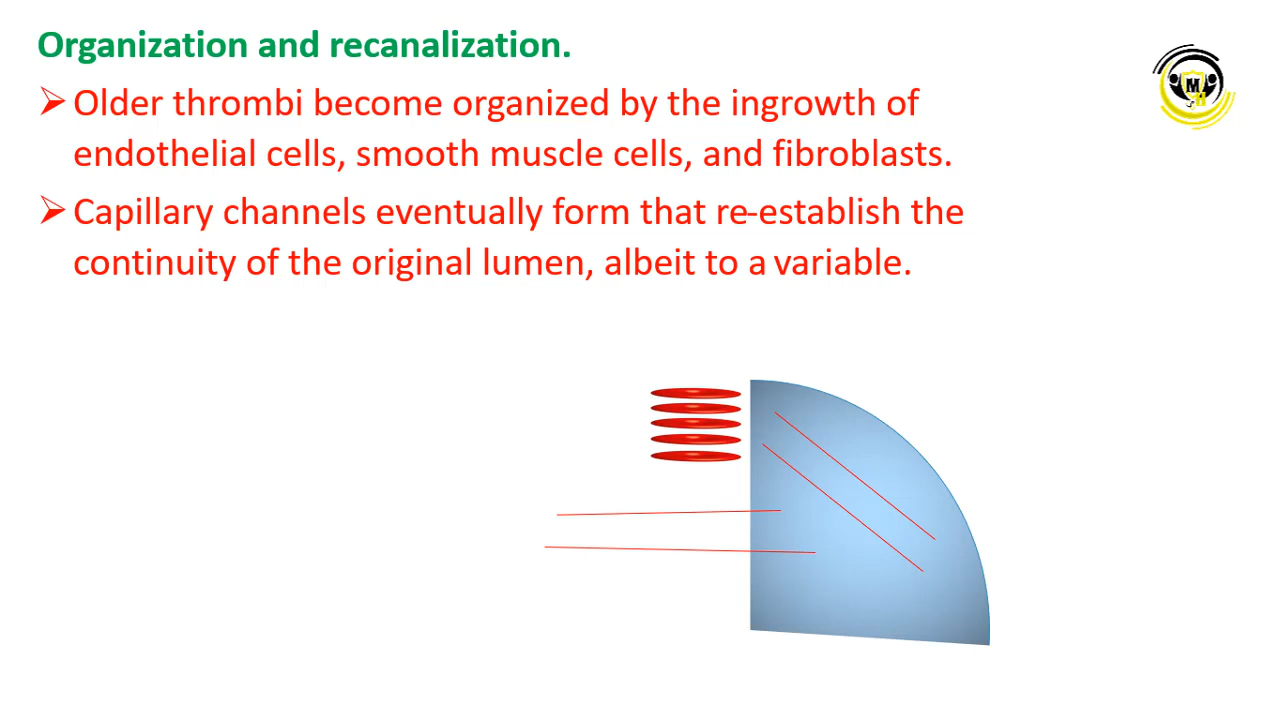 Organization and recanalization.
Older thrombi become organized by the ingrowth of
endothelial cells, smooth muscle cells, and fibroblasts.
Capillary channels eventually form that re-establish the
continuity of the original lumen, albeit to a variable.
M